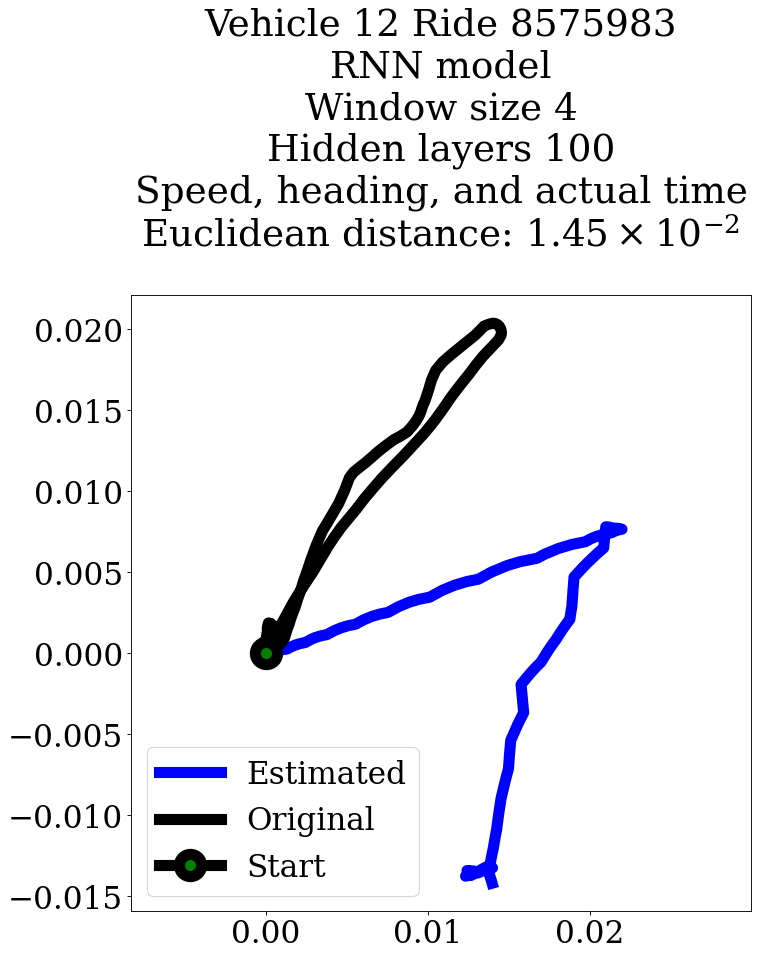 Vehicle 12 Ride 8575983
RNN model
Window size 4
Hidden layers 100
Speed, heading, and actual time
Euclidean distance: 1.45 × 10⁻²
0.020
0.015
0.010
0.005
0.000
−0.005
−0.010
−0.015
Estimated
Original
Start
0.00 0.01 0.02